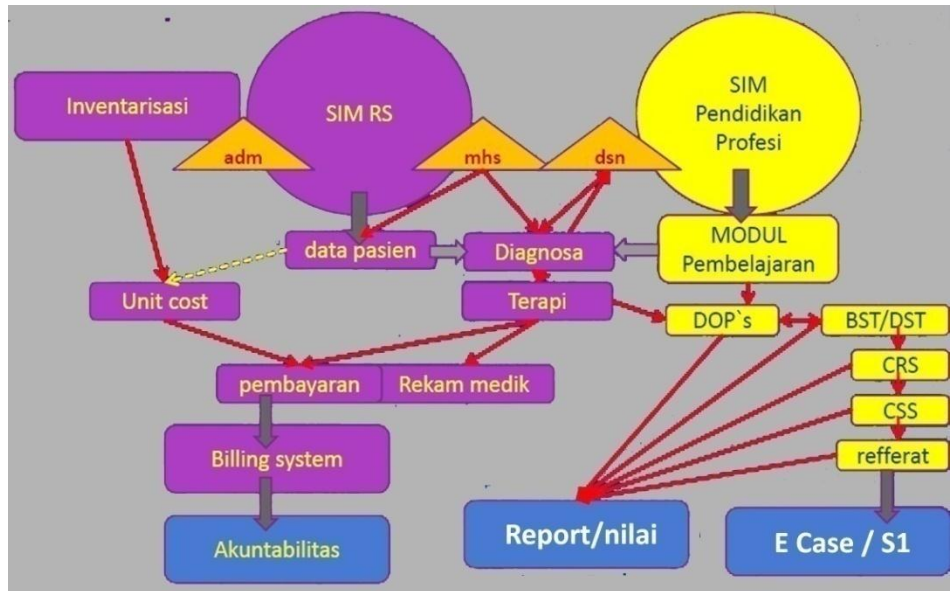 Inventarisasi
SIM RS
SIM
Pendidikan
Profesi
adm
mhs
dsn
data pasien
Diagnosa
MODUL
Pembelajaran
Unit cost
Terapi
DOP`s
BST/DST
pembayaran
Rekam medik
CRS
CSS
Billing system
refferat
Akuntabilitas
Report/nilai
E Case / S1